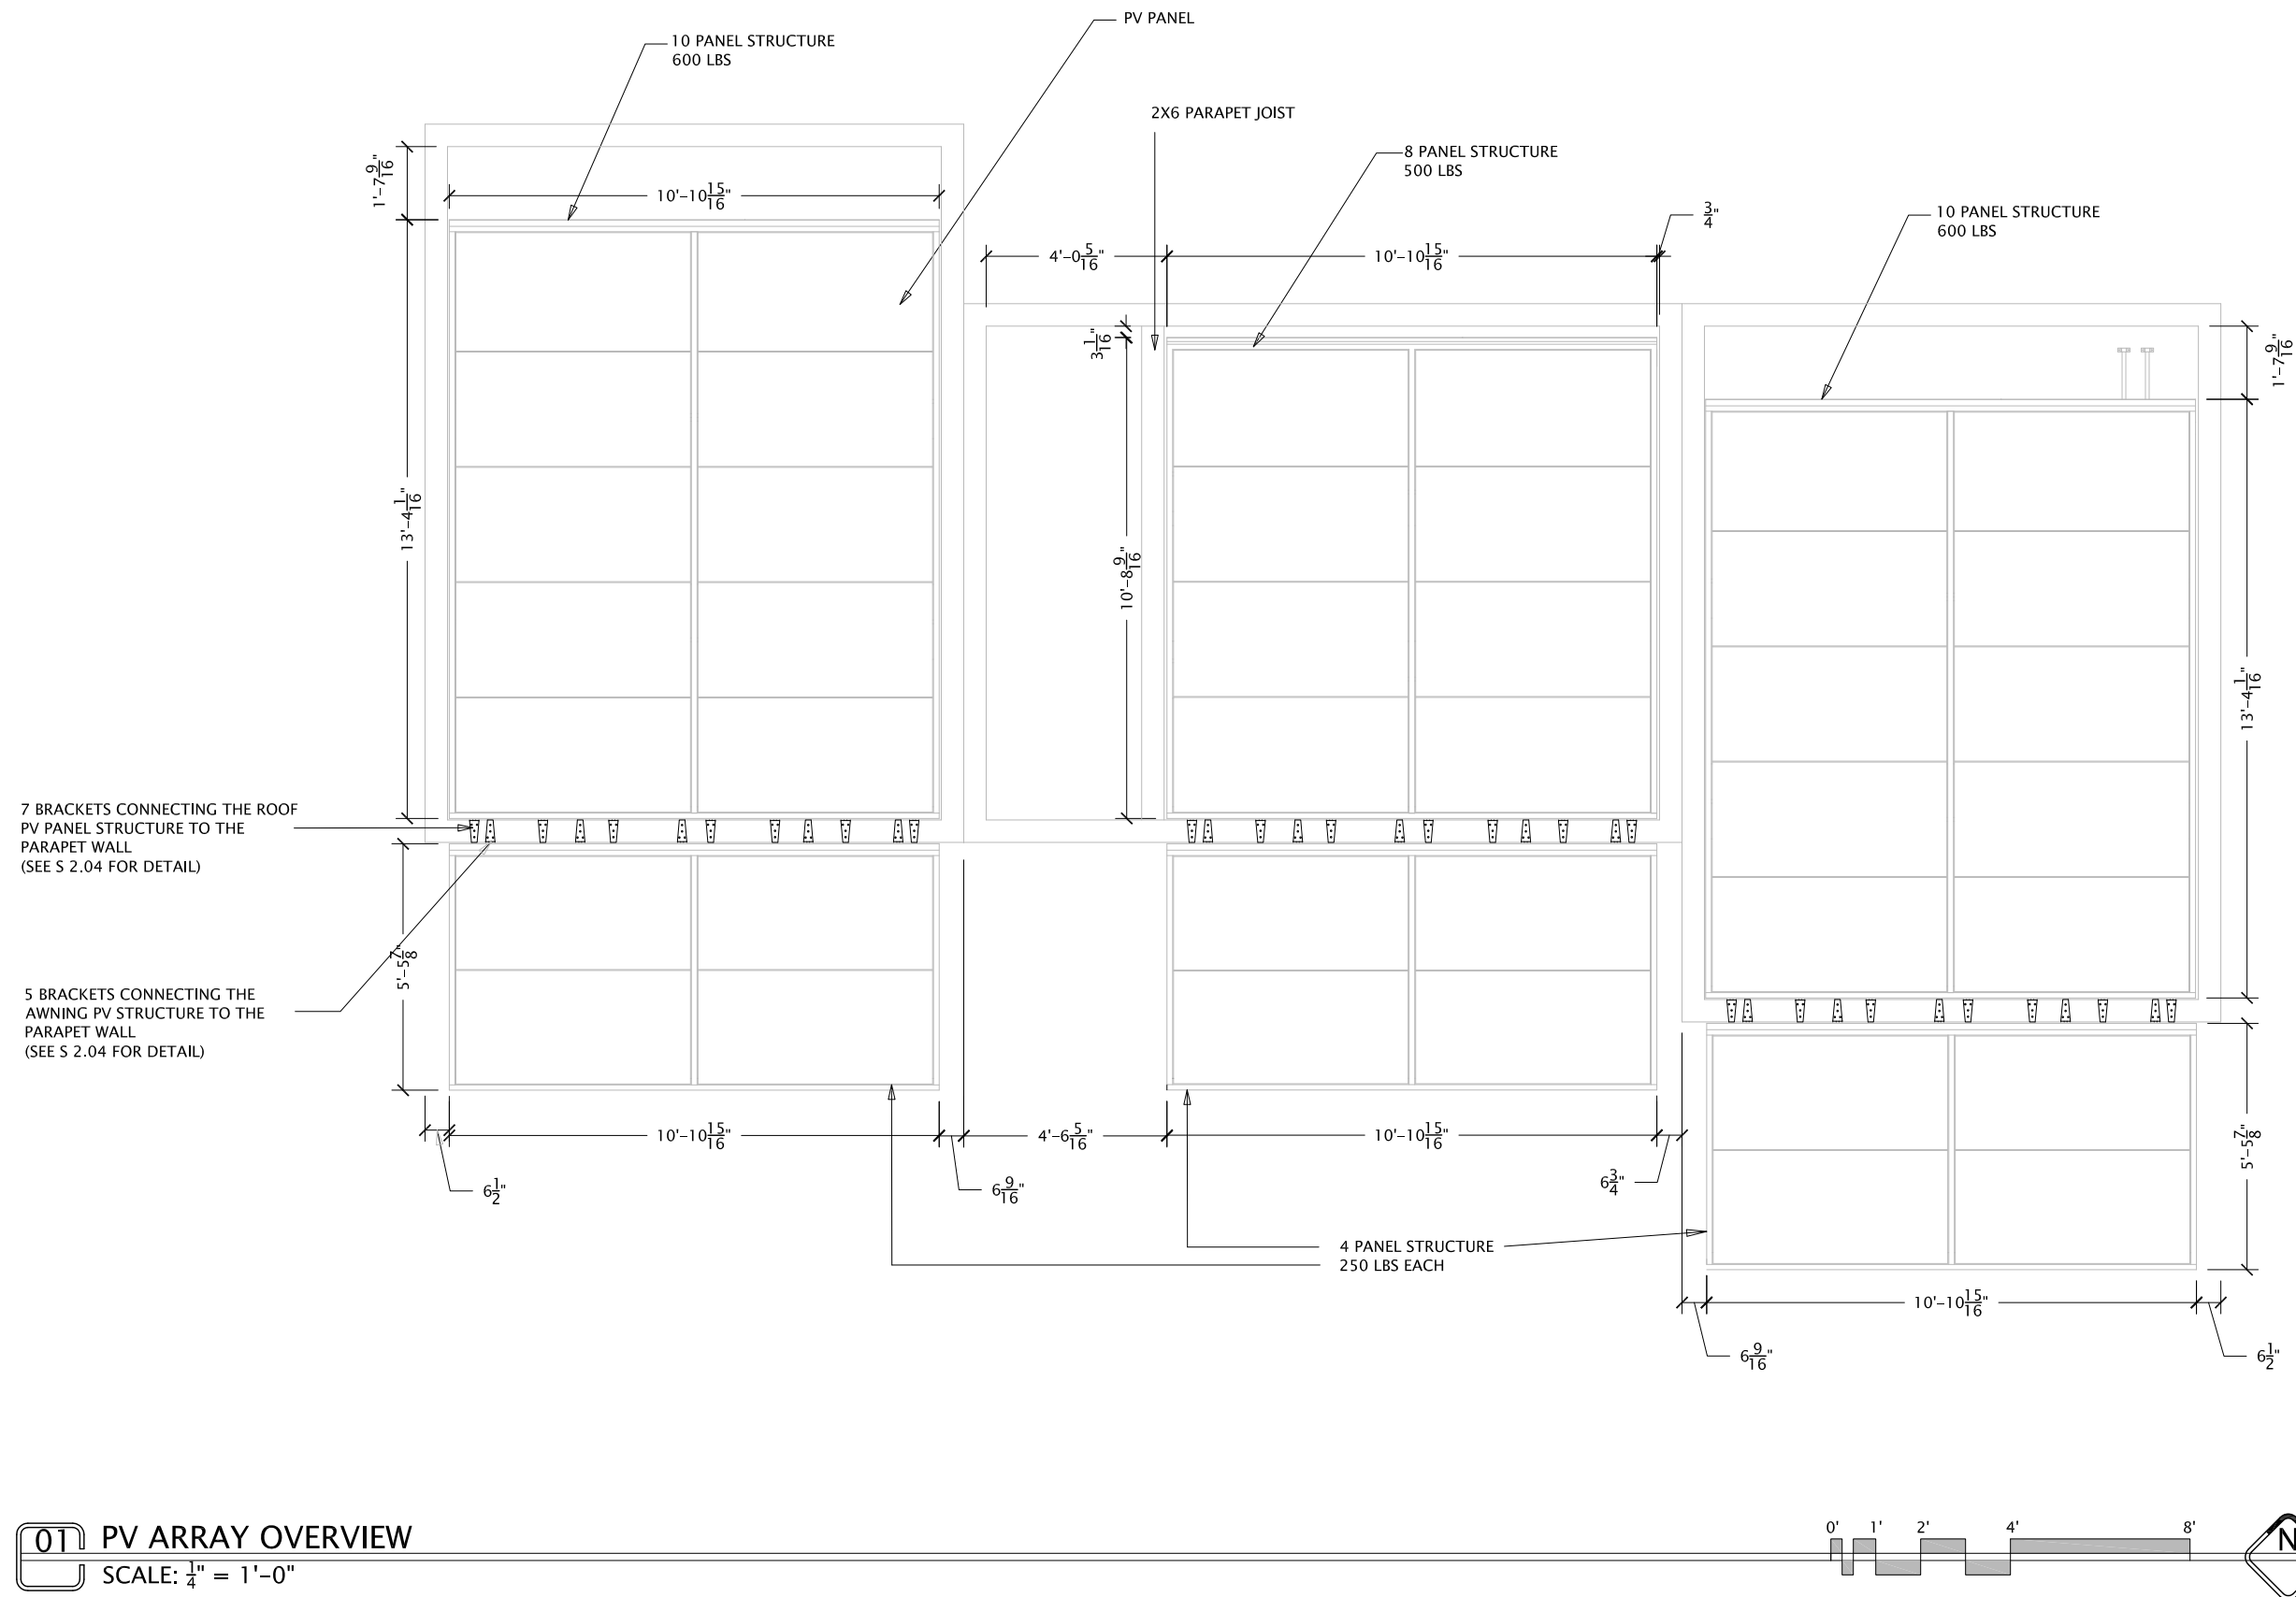 PV PANEL
10 PANEL STRUCTURE
600 LBS
2X6 PARAPET JOIST
8 PANEL STRUCTURE
500 LBS
1'-7 9/16"
10'-10 15/16"
3/4"
10 PANEL STRUCTURE
600 LBS
4'-0 5/16"
10'-10 15/16"
3 1/16"
1'-7 9/16"
13'-4 1/16"
10'-8 9/16"
13'-4 1/16"
7 BRACKETS CONNECTING THE ROOF
PV PANEL STRUCTURE TO THE
PARAPET WALL
(SEE S 2.04 FOR DETAIL)
5'-5 7/8"
5 BRACKETS CONNECTING THE
AWNING PV STRUCTURE TO THE
PARAPET WALL
(SEE S 2.04 FOR DETAIL)
10'-10 15/16"
4'-6 5/16"
10'-10 15/16"
5'-5 7/8"
6 1/2"
6 9/16"
6 3/4"
4 PANEL STRUCTURE
250 LBS EACH
10'-10 15/16"
6 9/16"
6 1/2"
01 PV ARRAY OVERVIEW
SCALE: 1/4" = 1'-0"
0' 1' 2' 4' 8'
N